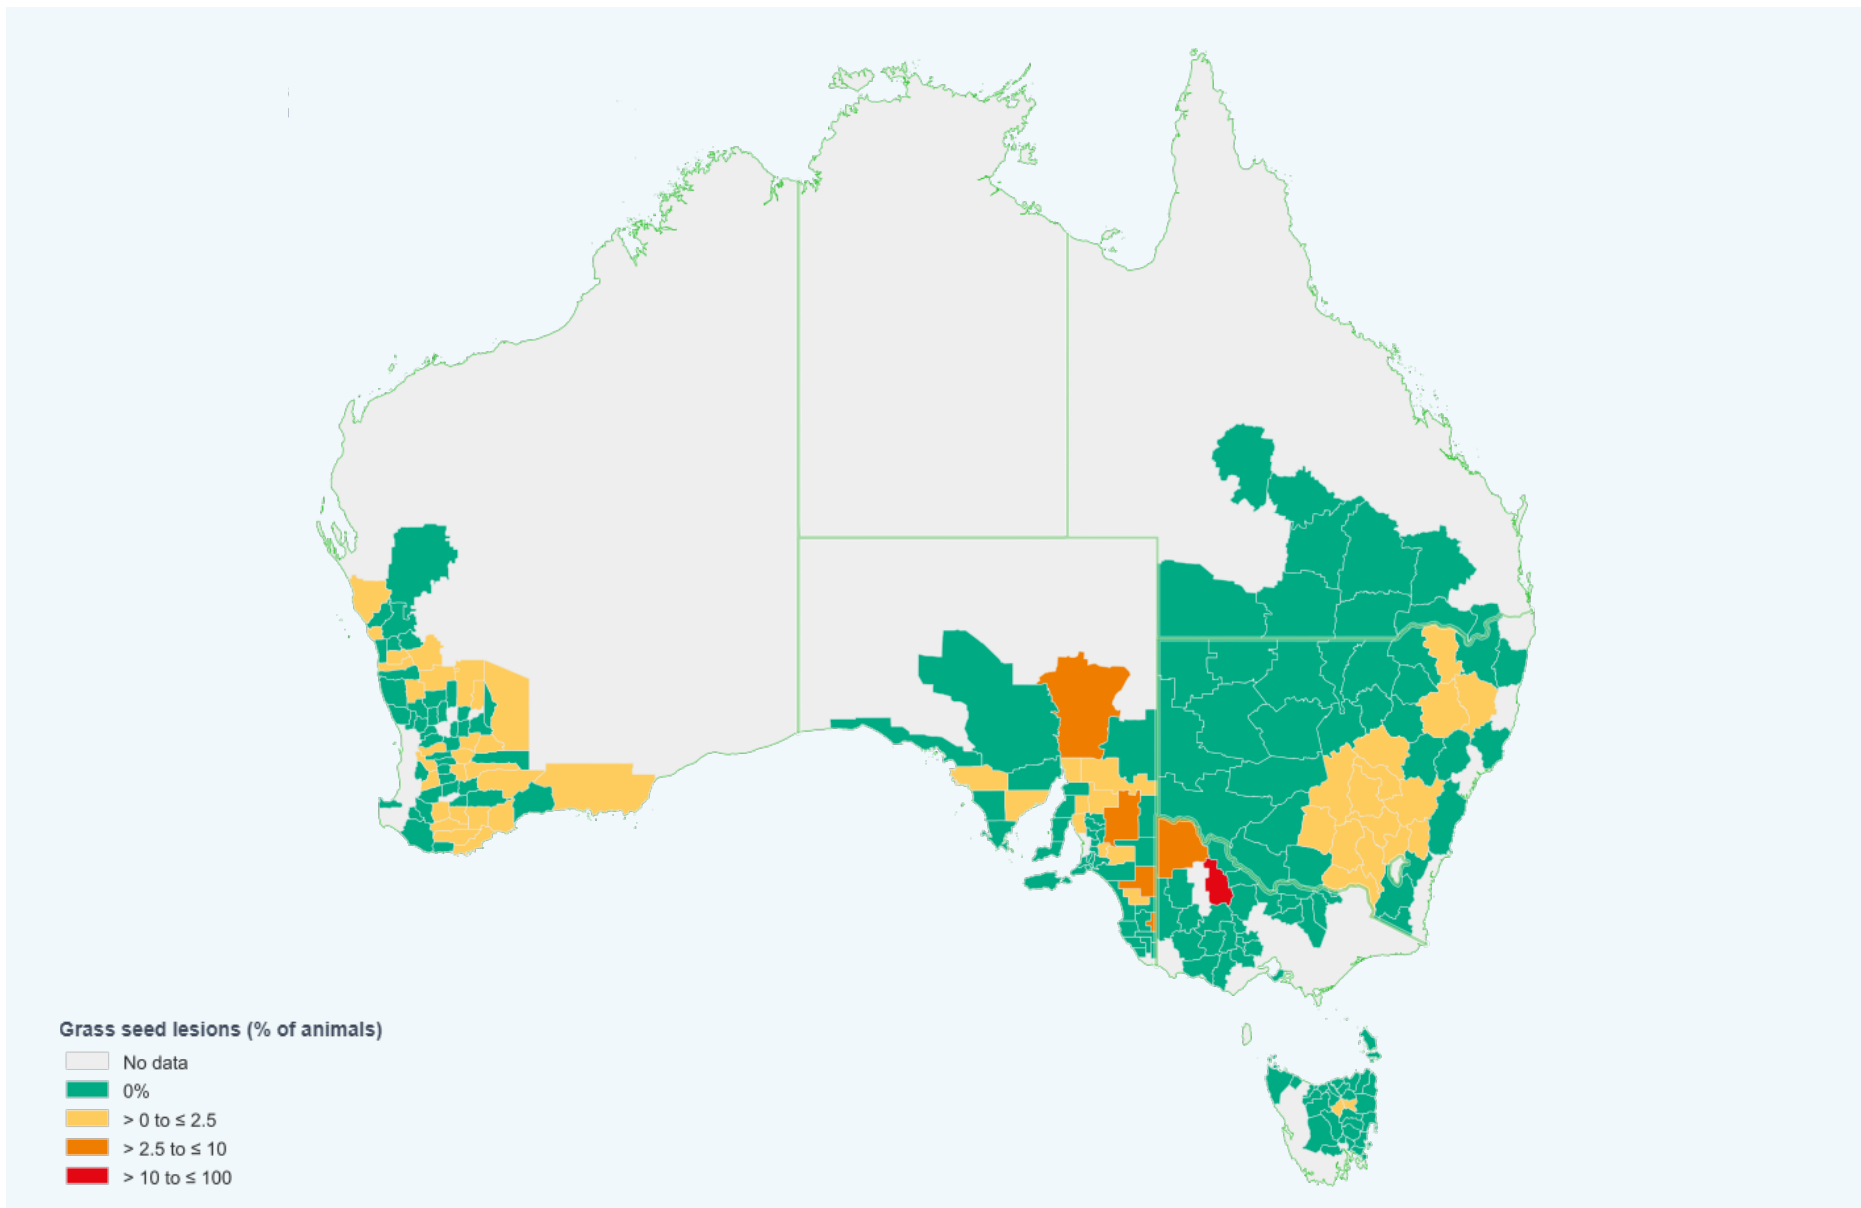 Grass seed lesions (% of animals)
No data
0%
> 0 to ≤ 2.5
> 2.5 to ≤ 10
> 10 to ≤ 100